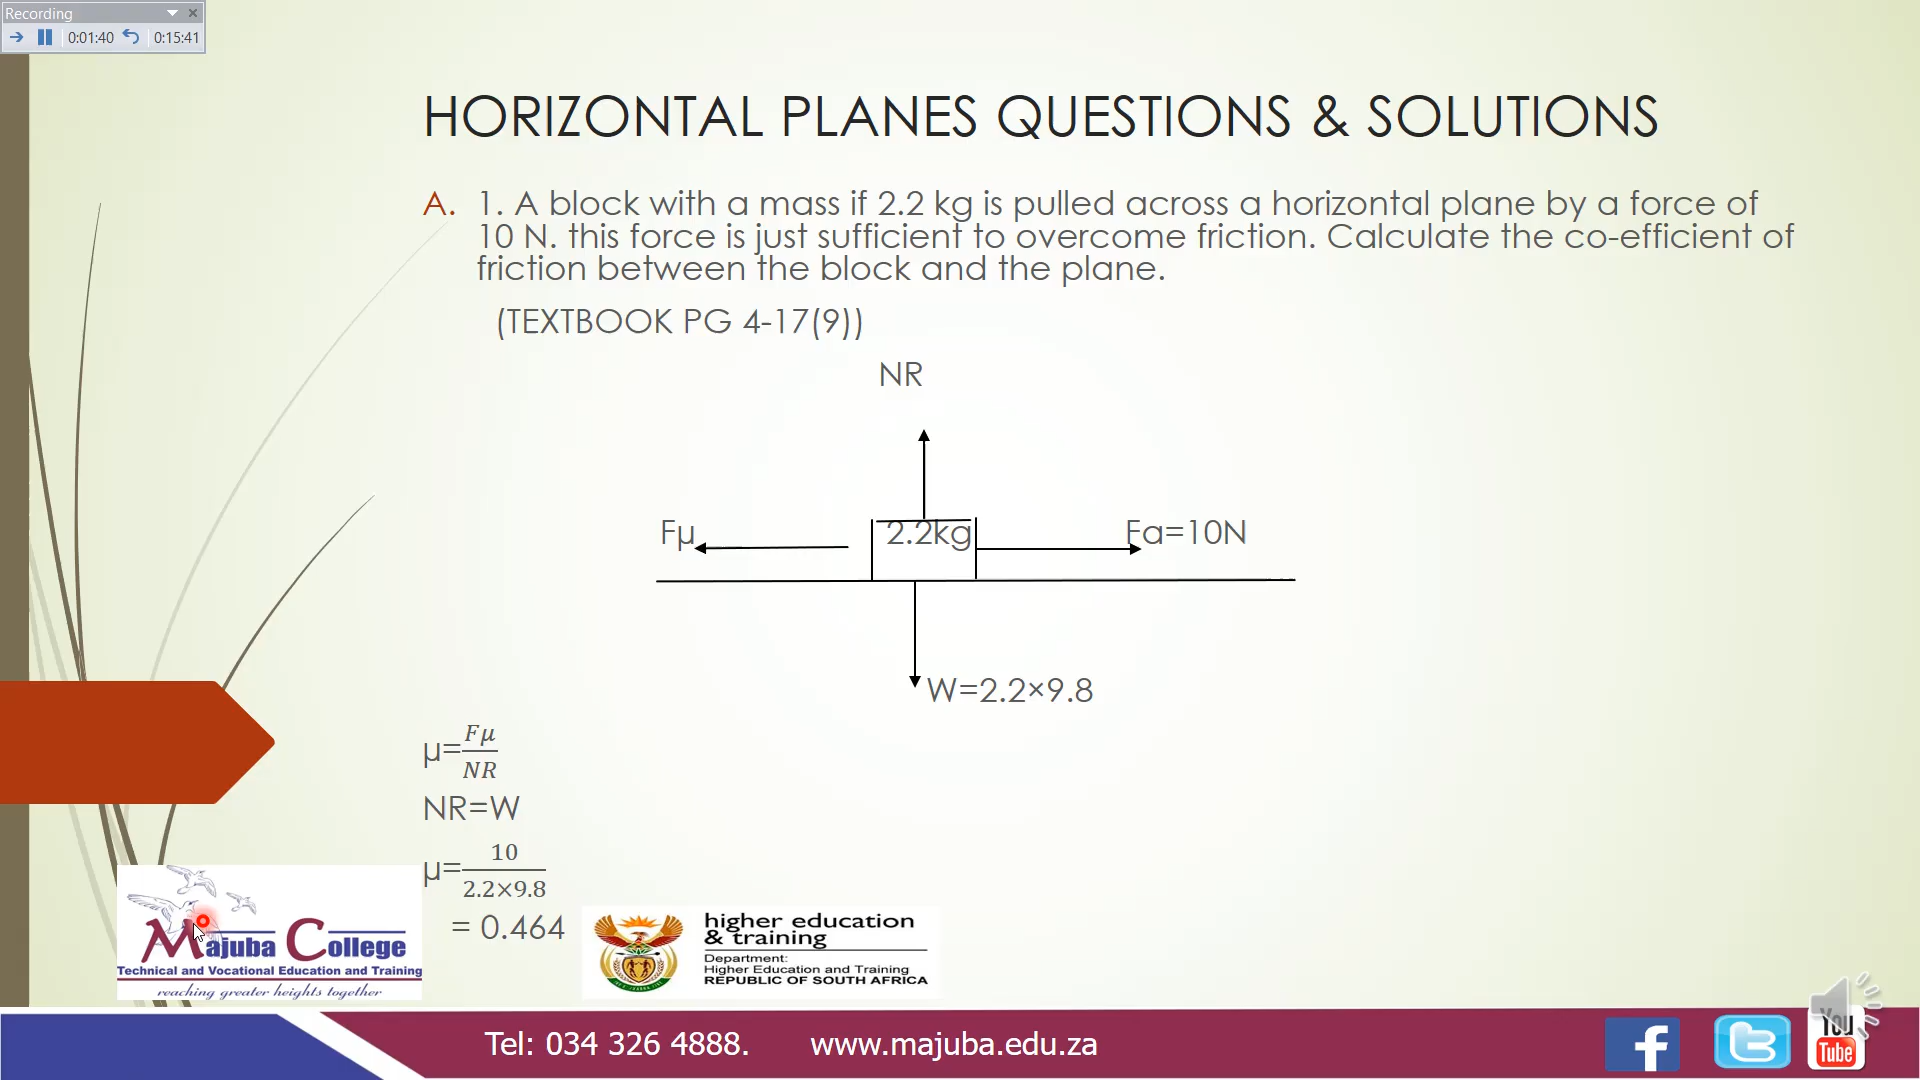 Recording
0:01:40 0:15:41
HORIZONTAL PLANES QUESTIONS & SOLUTIONS
A. 1. A block with a mass if 2.2 kg is pulled across a horizontal plane by a force of
10 N. this force is just sufficient to overcome friction. Calculate the co-efficient of
friction between the block and the plane.
(TEXTBOOK PG 4-17(9))
NR
Fµ 2.2kg Fa=10N
W=2.2×9.8
µ=Fµ/NR
NR=W
µ=10/2.2×9.8
= 0.464
Majuba College
Technical and Vocational Education and Training
reaching greater heights together
higher education
& training
Department:
Higher Education and Training
REPUBLIC OF SOUTH AFRICA
Tel: 034 326 4888. www.majuba.edu.za
You
Tube